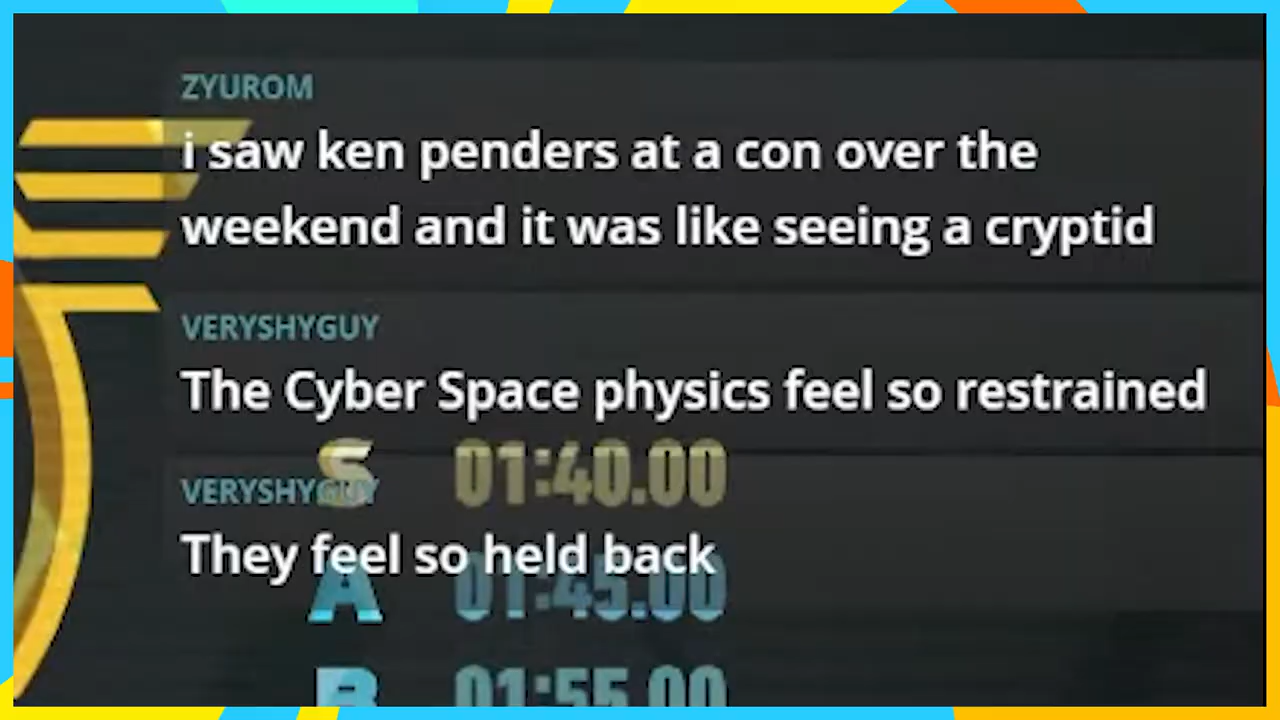 ZYUROM
i saw ken penders at a con over the
weekend and it was like seeing a cryptid
VERYSHYGUY
The Cyber Space physics feel so restrained
S 01:40.00
VERYSHYGUY
They feel so held back
A 01:45.00
B 01:55.00